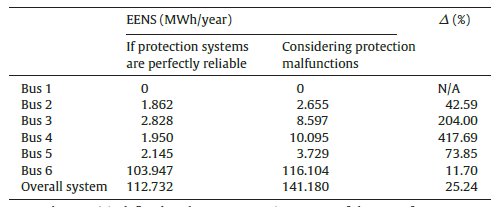 EENS (MWh/year) Δ (%)
If protection systems Considering protection
are perfectly reliable malfunctions
Bus 1 0 0 N/A
Bus 2 1.862 2.655 42.59
Bus 3 2.828 8.597 204.00
Bus 4 1.950 10.095 417.69
Bus 5 2.145 3.729 73.85
Bus 6 103.947 116.104 11.70
Overall system 112.732 141.180 25.24